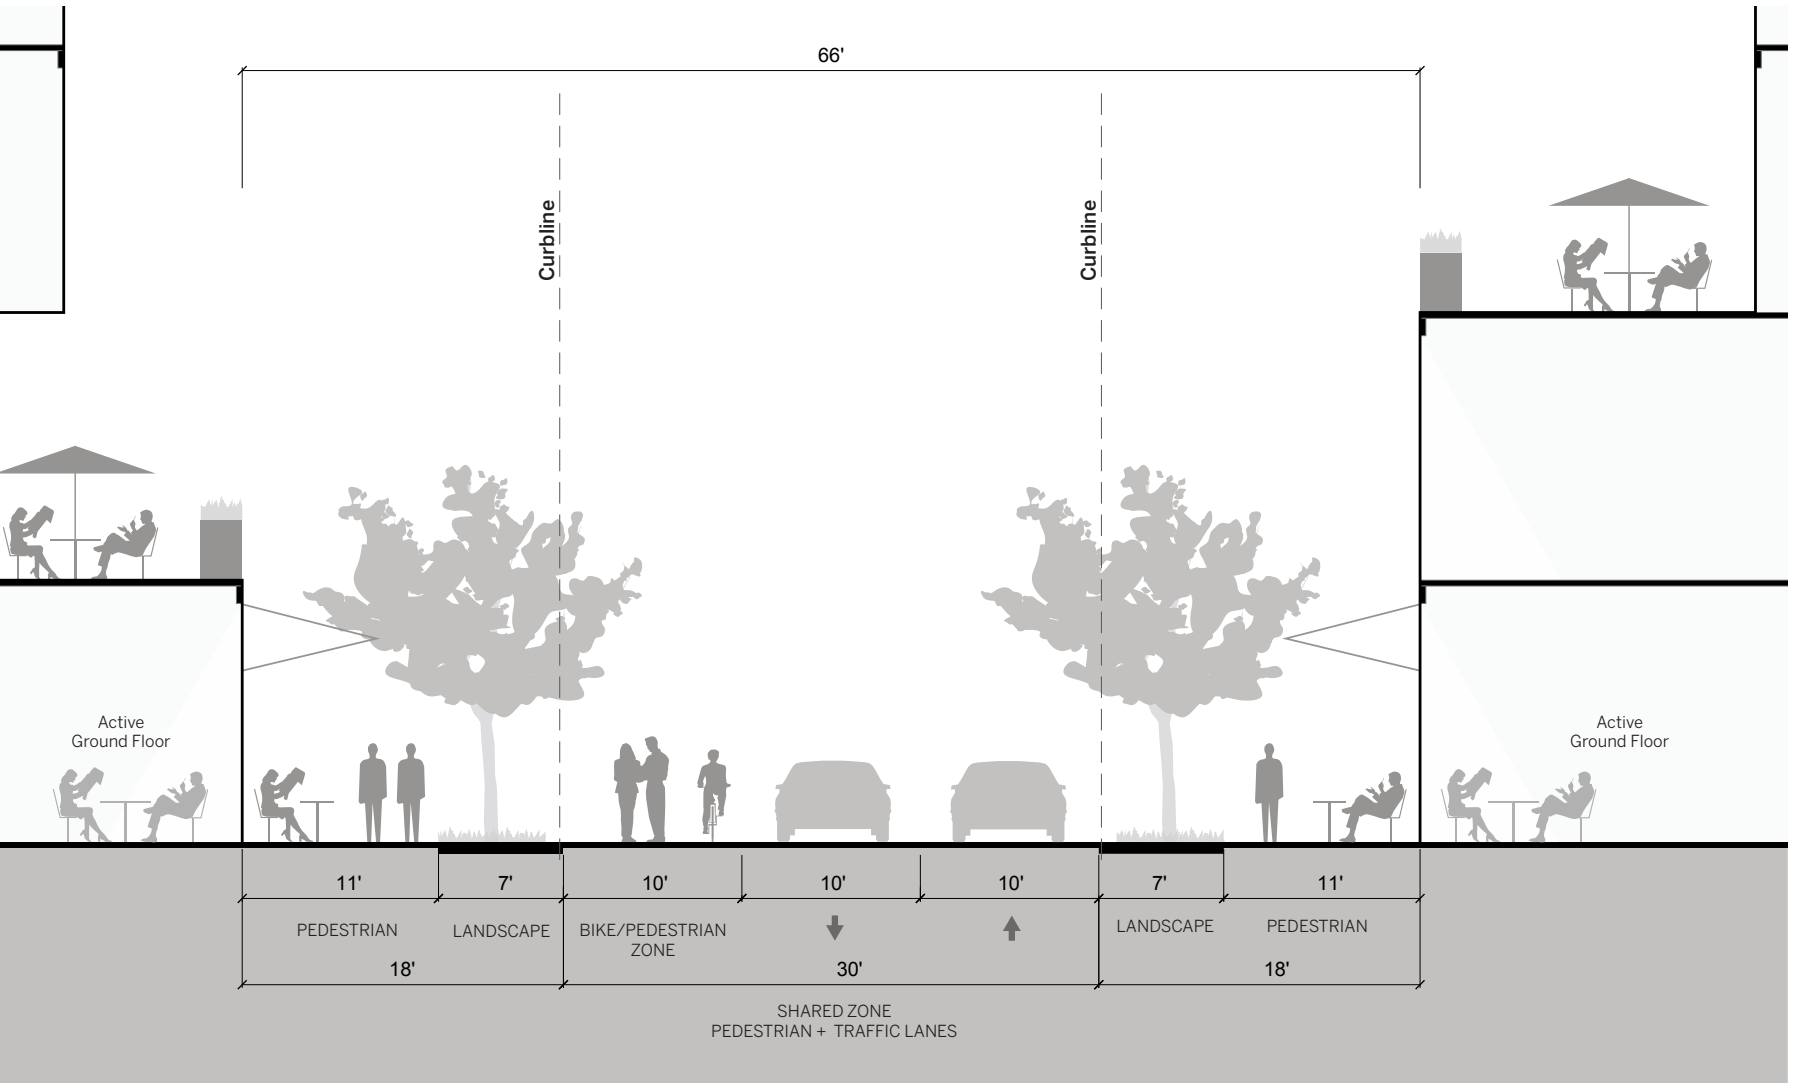 66'
Curbline
Curbline
Active
Ground Floor
Active
Ground Floor
11'
7'
10'
10'
10'
7'
11'
PEDESTRIAN
LANDSCAPE
BIKE/PEDESTRIAN
ZONE
LANDSCAPE
PEDESTRIAN
18'
30'
18'
SHARED ZONE
PEDESTRIAN + TRAFFIC LANES